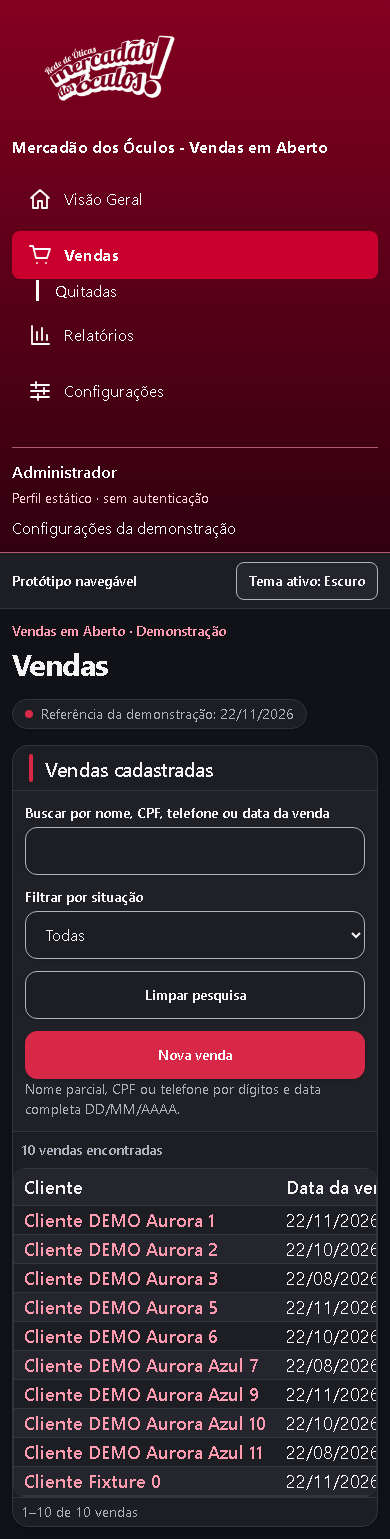 Rede de Óticas
mercadão
dos óculos!
Mercadão dos Óculos - Vendas em Aberto
Visão Geral
Vendas
Quitadas
Relatórios
Configurações
Administrador
Perfil estático · sem autenticação
Configurações da demonstração
Protótipo navegável
Tema ativo: Escuro
Vendas em Aberto · Demonstração
Vendas
Referência da demonstração: 22/11/2026
Vendas cadastradas
Buscar por nome, CPF, telefone ou data da venda
Filtrar por situação
Todas
Limpar pesquisa
Nova venda
Nome parcial, CPF ou telefone por dígitos e data
completa DD/MM/AAAA.
10 vendas encontradas
Cliente Data da ven
Cliente DEMO Aurora 1 22/11/2026
Cliente DEMO Aurora 2 22/10/2026
Cliente DEMO Aurora 3 22/08/2026
Cliente DEMO Aurora 5 22/11/2026
Cliente DEMO Aurora 6 22/10/2026
Cliente DEMO Aurora Azul 7 22/08/2026
Cliente DEMO Aurora Azul 9 22/11/2026
Cliente DEMO Aurora Azul 10 22/10/2026
Cliente DEMO Aurora Azul 11 22/08/2026
Cliente Fixture 0 22/11/2026
1–10 de 10 vendas